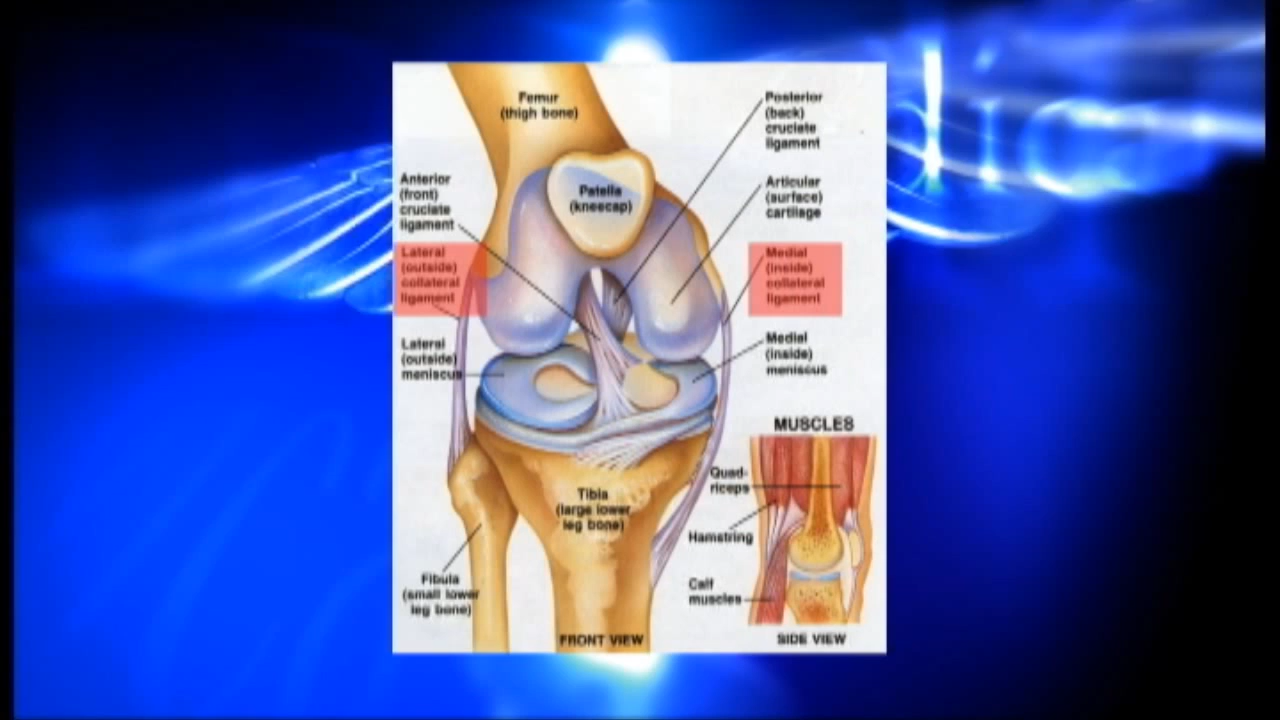 Femur
(thigh bone)
Posterior
(back)
cruciate
ligament
Patella
(kneecap)
Anterior
(front)
cruciate
ligament
Articular
(surface)
cartilage
Lateral
(outside)
collateral
ligament
Medial
(inside)
collateral
ligament
Lateral
(outside)
meniscus
Medial
(inside)
meniscus
MUSCLES
Quad-
riceps
Tibia
(large lower
leg bone)
Hamstring
Fibula
(small lower
leg bone)
Calf
muscles
FRONT VIEW
SIDE VIEW